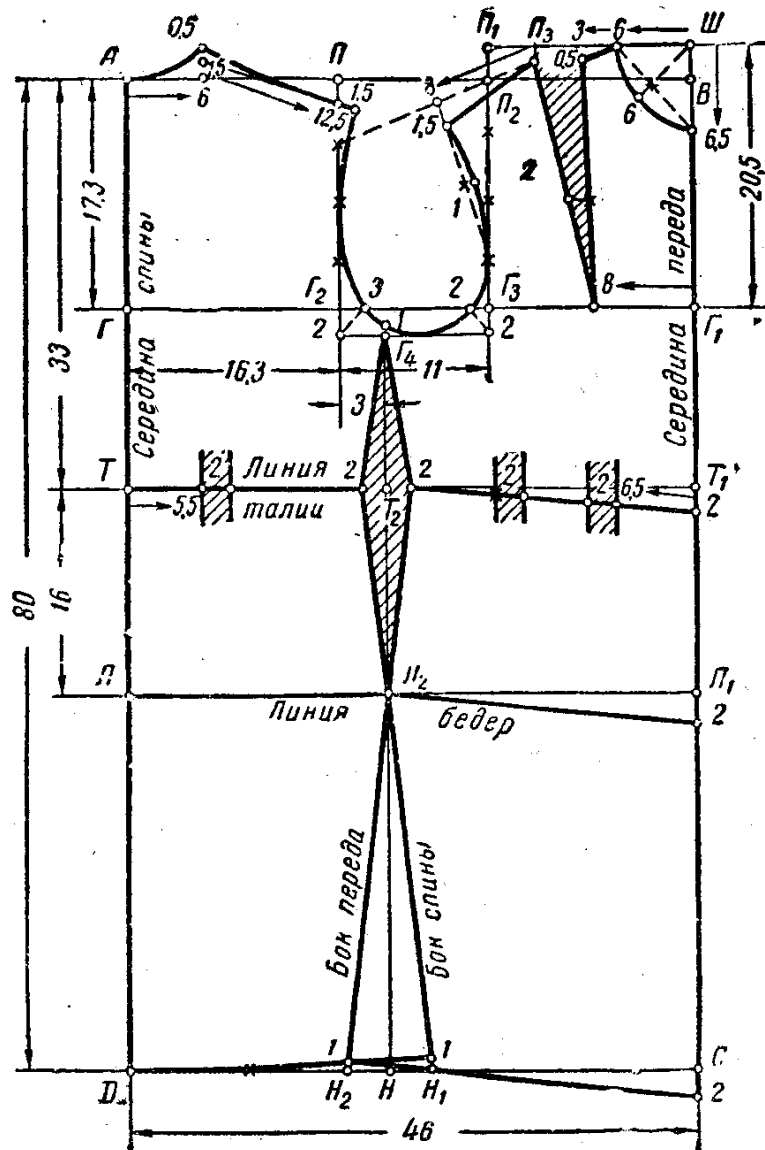 0,5
А
6
1,5
12,5
П
1,5
П₁
П₃
3
6
Ш
0,5
В
1,5
П₂
6
6,5
20,5
17,3
2
1
спины
переда
Г
Г₂
3
2
Г₃
8
Г₁
2
Г₄
2
16,3
11
3
33
Середина
Середина
Т
2
Линия
2
2
2
2
6,5
Т₁
5,5
талии
Т₂
2
80
16
Л
Л₂
Л₁
Линия
бедер
2
Бок переда
Бок спины
1
1
D
Н₂
Н
Н₁
С
2
46